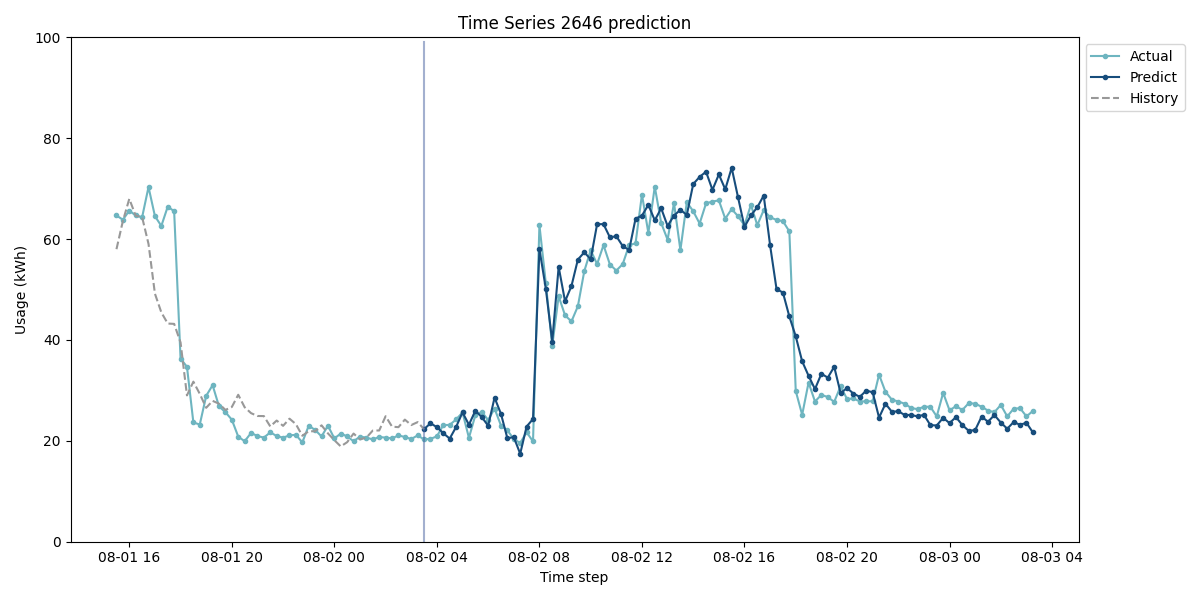 Time Series 2646 prediction
100
80
60
40
20
0
Usage (kWh)
08-01 16
08-01 20
08-02 00
08-02 04
08-02 08
08-02 12
08-02 16
08-02 20
08-03 00
08-03 04
Time step
Actual
Predict
History